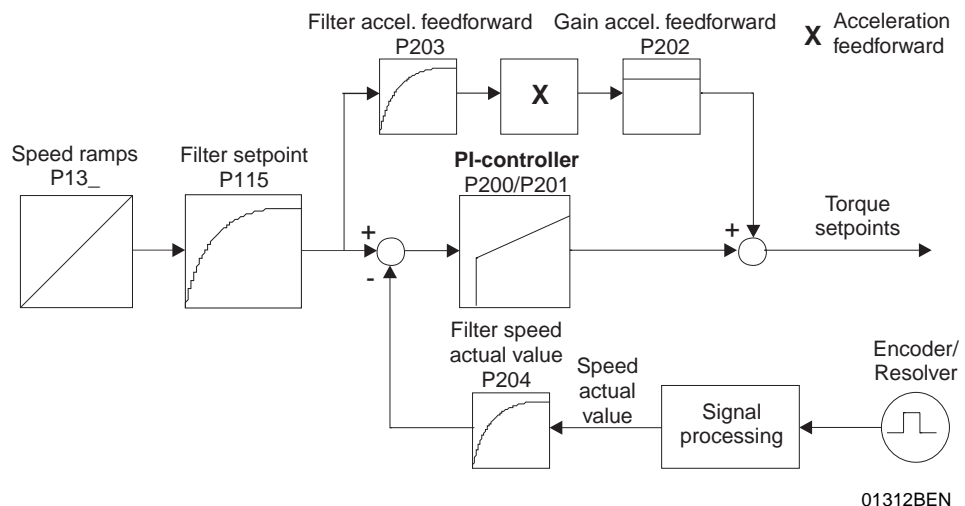 Filter accel. feedforward
P203
Gain accel. feedforward
P202
X Acceleration
feedforward
X
Speed ramps
P13_
Filter setpoint
P115
PI-controller
P200/P201
+
-
+
Torque
setpoints
Filter speed
actual value
P204
Speed
actual
value
Signal
processing
Encoder/
Resolver
01312BEN